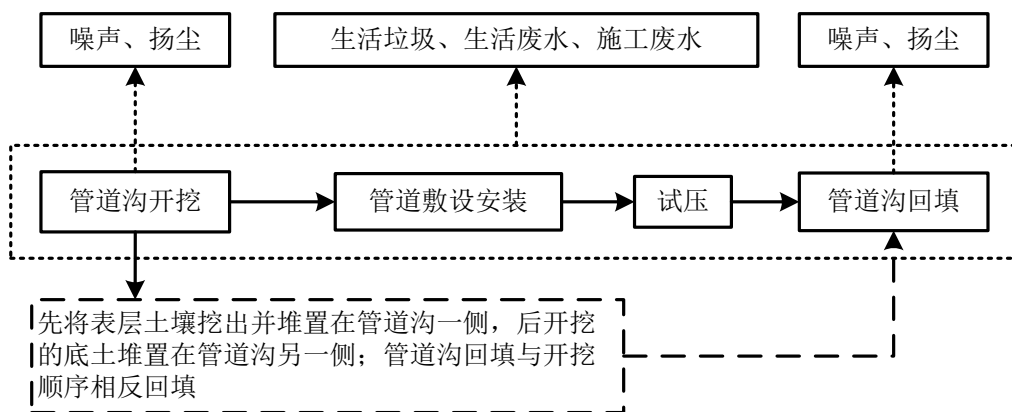 噪声、扬尘
生活垃圾、生活废水、施工废水
噪声、扬尘
管道沟开挖
管道敷设安装
试压
管道沟回填
先将表层土壤挖出并堆置在管道沟一侧，后开挖
的底土堆置在管道沟另一侧；管道沟回填与开挖
顺序相反回填